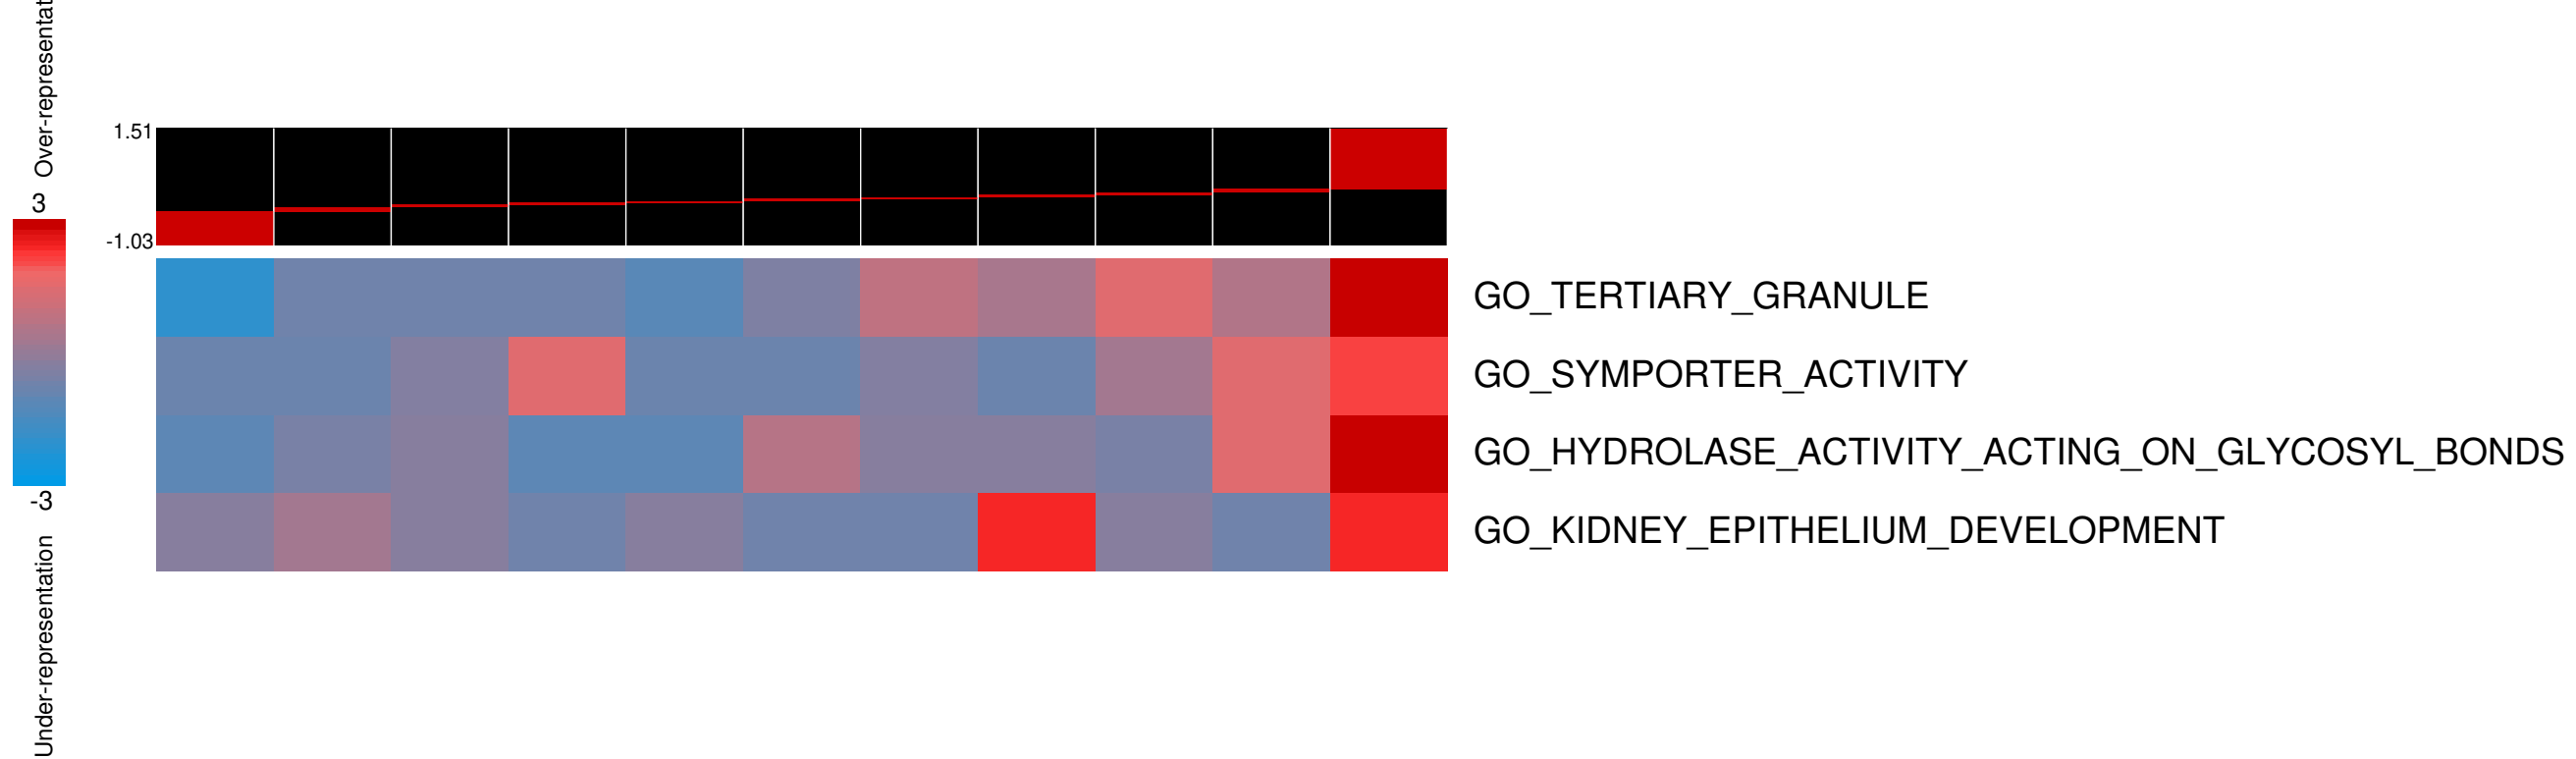 Over-representat
3
-3
Under-representation
1.51
-1.03
GO_TERTIARY_GRANULE
GO_SYMPORTER_ACTIVITY
GO_HYDROLASE_ACTIVITY_ACTING_ON_GLYCOSYL_BONDS
GO_KIDNEY_EPITHELIUM_DEVELOPMENT